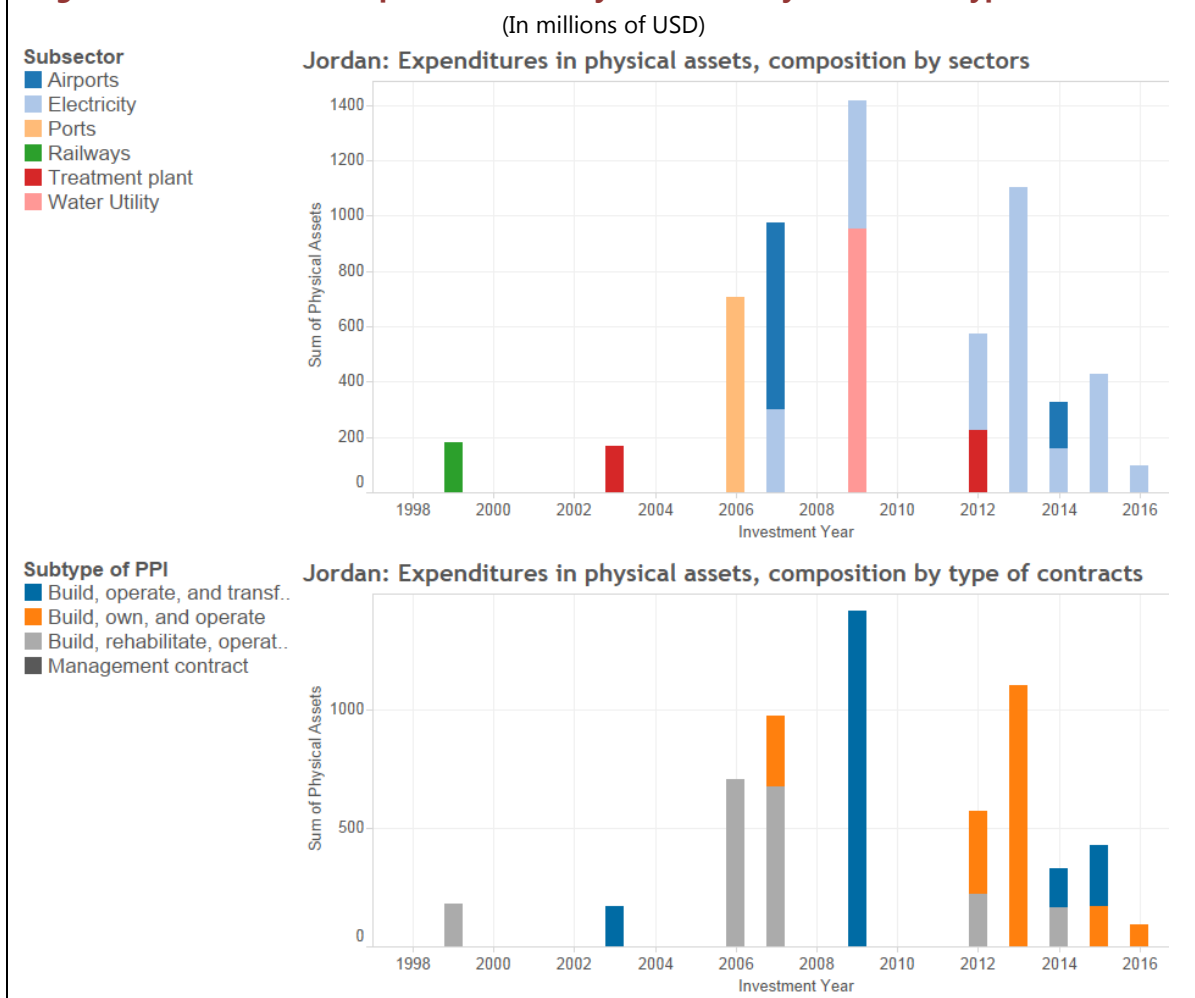 (In millions of USD)
Subsector
Airports
Electricity
Ports
Railways
Treatment plant
Water Utility
Jordan: Expenditures in physical assets, composition by sectors
Sum of Physical Assets
1400
1200
1000
800
600
400
200
0
1998 2000 2002 2004 2006 2008 2010 2012 2014 2016
Investment Year
Subtype of PPI
Build, operate, and transf..
Build, own, and operate
Build, rehabilitate, operat..
Management contract
Jordan: Expenditures in physical assets, composition by type of contracts
Sum of Physical Assets
1000
500
0
1998 2000 2002 2004 2006 2008 2010 2012 2014 2016
Investment Year